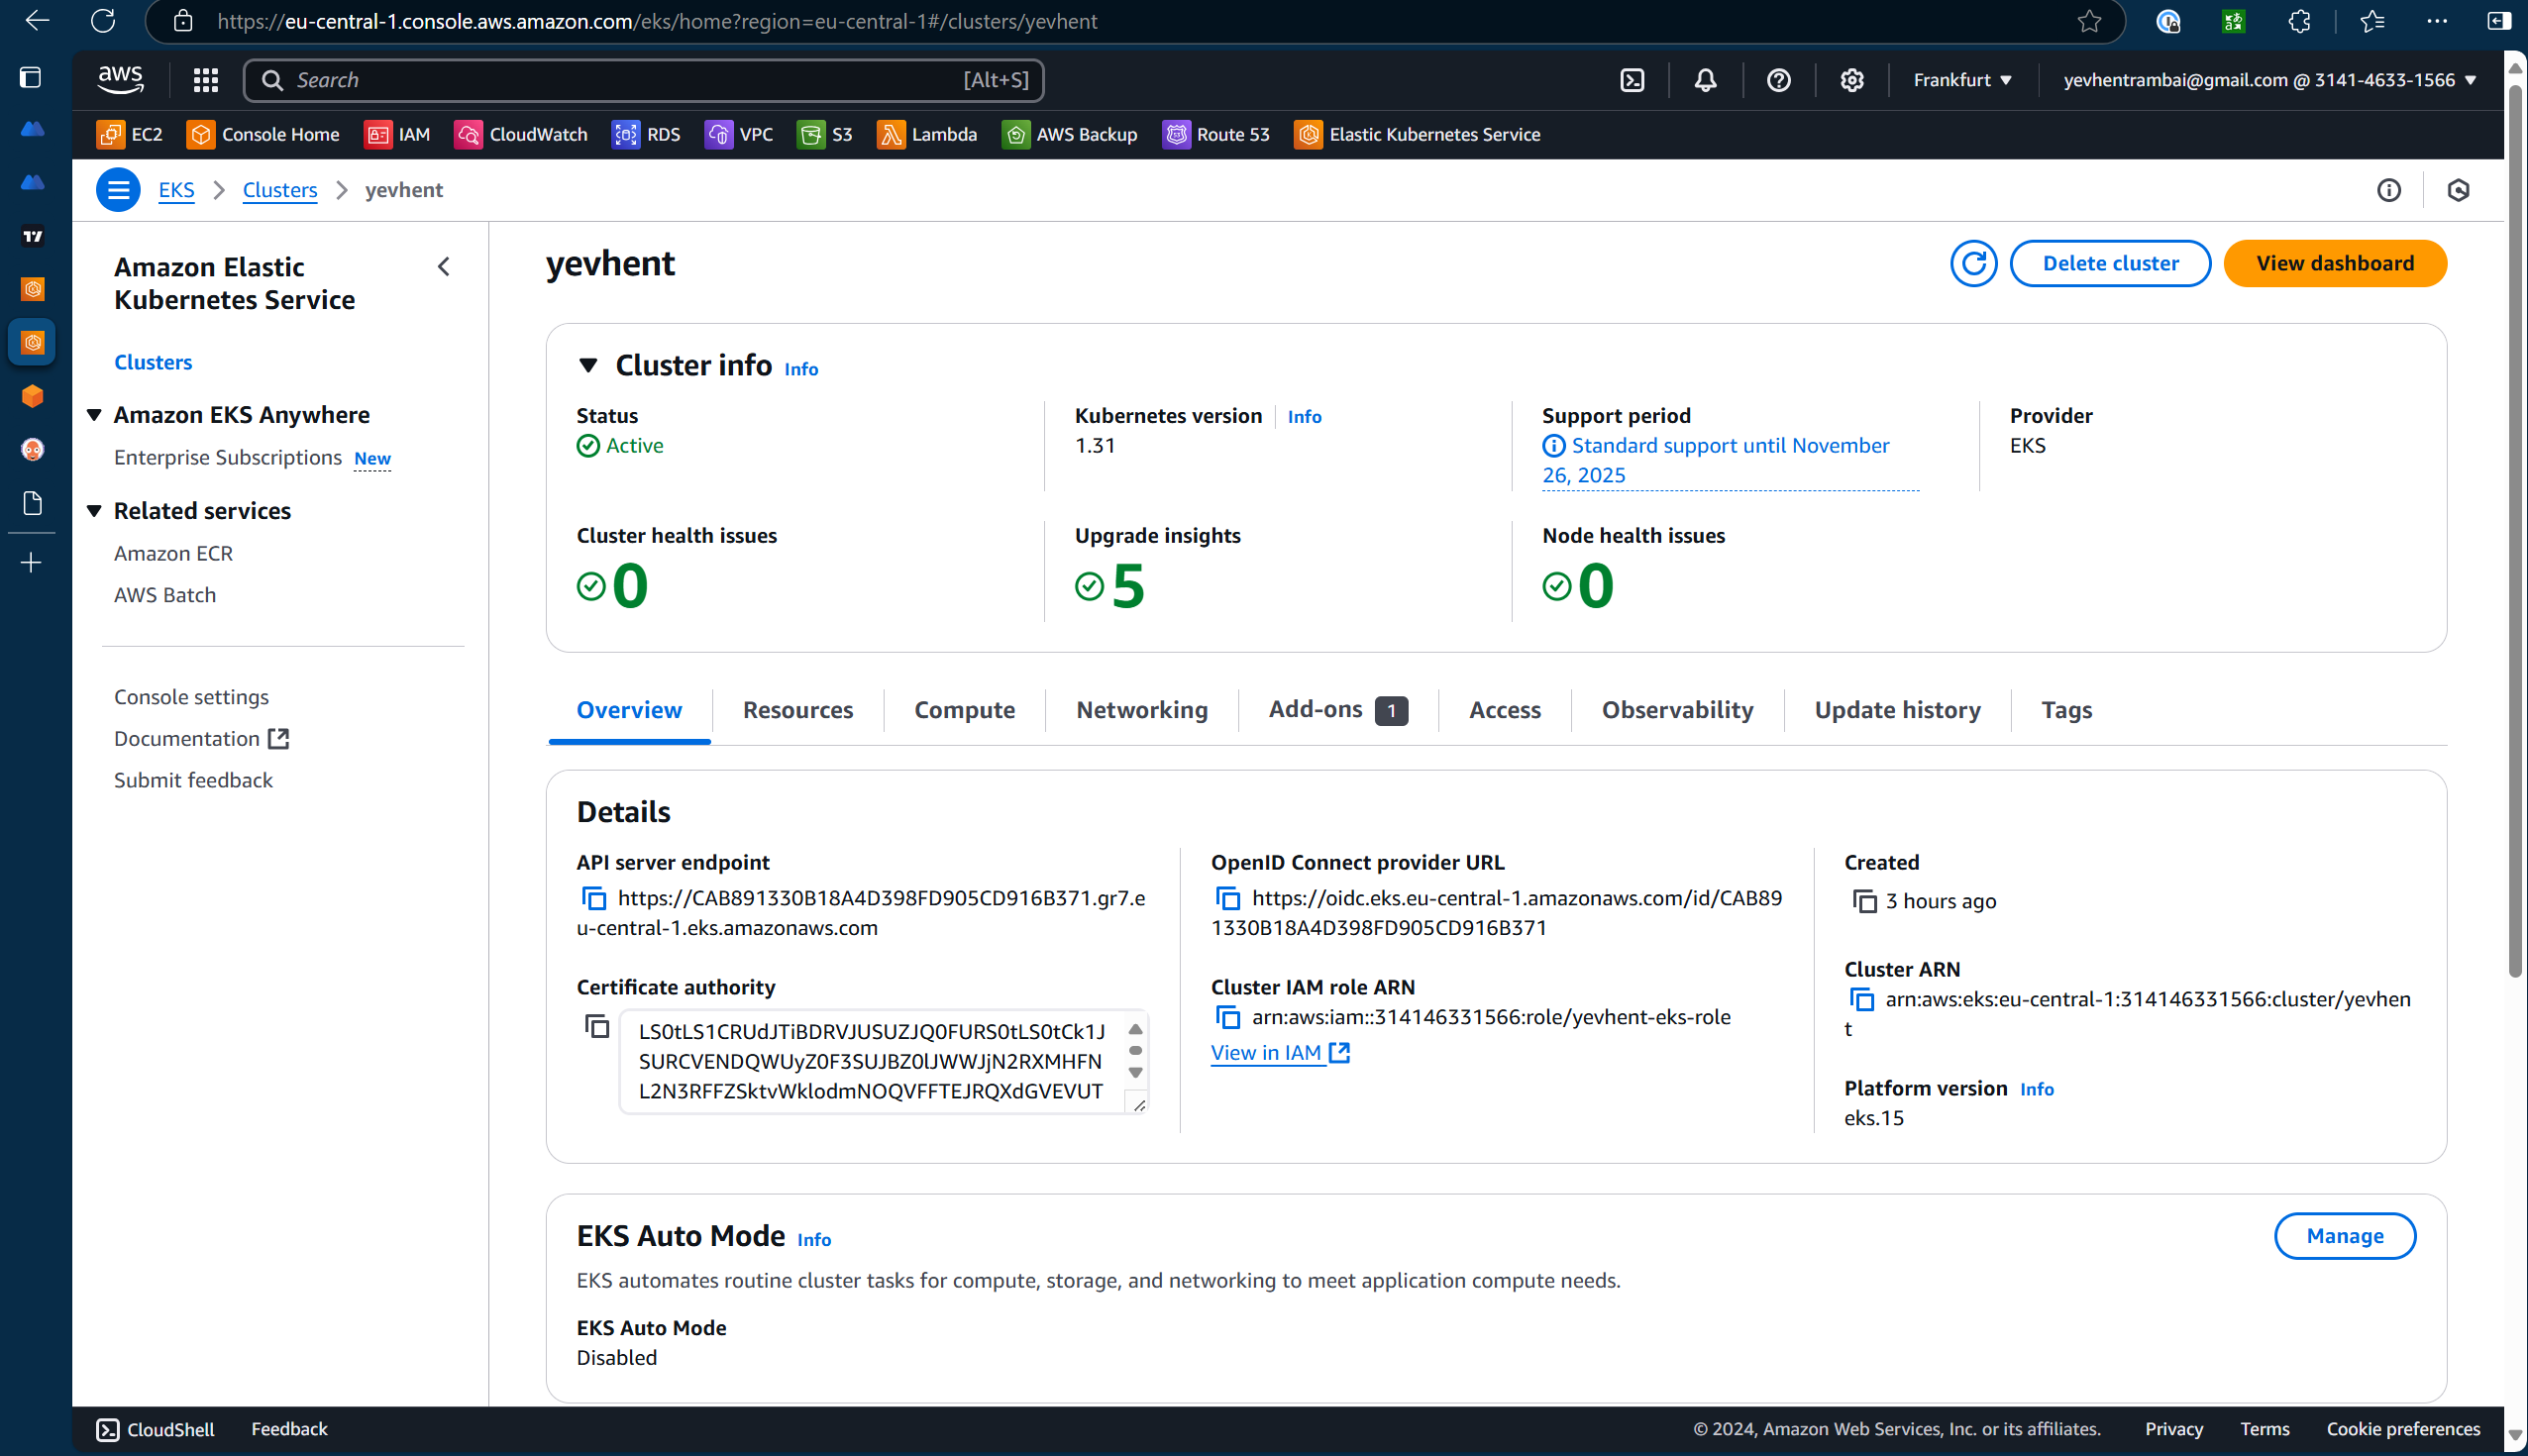 https://eu-central-1.console.aws.amazon.com/eks/home?region=eu-central-1#/clusters/yevhent
aws
Search
[Alt+S]
Frankfurt
yevhentrambai@gmail.com @ 3141-4633-1566
EC2
Console Home
IAM
CloudWatch
RDS
VPC
S3
Lambda
AWS Backup
Route 53
Elastic Kubernetes Service
EKS
Clusters
yevhent
Amazon Elastic
Kubernetes Service
Clusters
Amazon EKS Anywhere
Enterprise Subscriptions New
Related services
Amazon ECR
AWS Batch
Console settings
Documentation
Submit feedback
yevhent
Delete cluster
View dashboard
Cluster info Info
Status
Active
Kubernetes version Info
1.31
Support period
Standard support until November
26, 2025
Provider
EKS
Cluster health issues
0
Upgrade insights
5
Node health issues
0
Overview
Resources
Compute
Networking
Add-ons 1
Access
Observability
Update history
Tags
Details
API server endpoint
https://CAB891330B18A4D398FD905CD916B371.gr7.e
u-central-1.eks.amazonaws.com
Certificate authority
LS0tLS1CRUdJTiBDRVJUSUZJQ0FURS0tLS0tCk1J
SURCVENDQWUyZ0F3SUJBZ0lJWWJjN2RXMHFN
L2N3RFFZSktvWklodmNOQVFFTEJRQXdGVEVUT
OpenID Connect provider URL
https://oidc.eks.eu-central-1.amazonaws.com/id/CAB89
1330B18A4D398FD905CD916B371
Cluster IAM role ARN
arn:aws:iam::314146331566:role/yevhent-eks-role
View in IAM
Created
3 hours ago
Cluster ARN
arn:aws:eks:eu-central-1:314146331566:cluster/yevhen
t
Platform version Info
eks.15
EKS Auto Mode Info
Manage
EKS automates routine cluster tasks for compute, storage, and networking to meet application compute needs.
EKS Auto Mode
Disabled
CloudShell
Feedback
© 2024, Amazon Web Services, Inc. or its affiliates.
Privacy
Terms
Cookie preferences